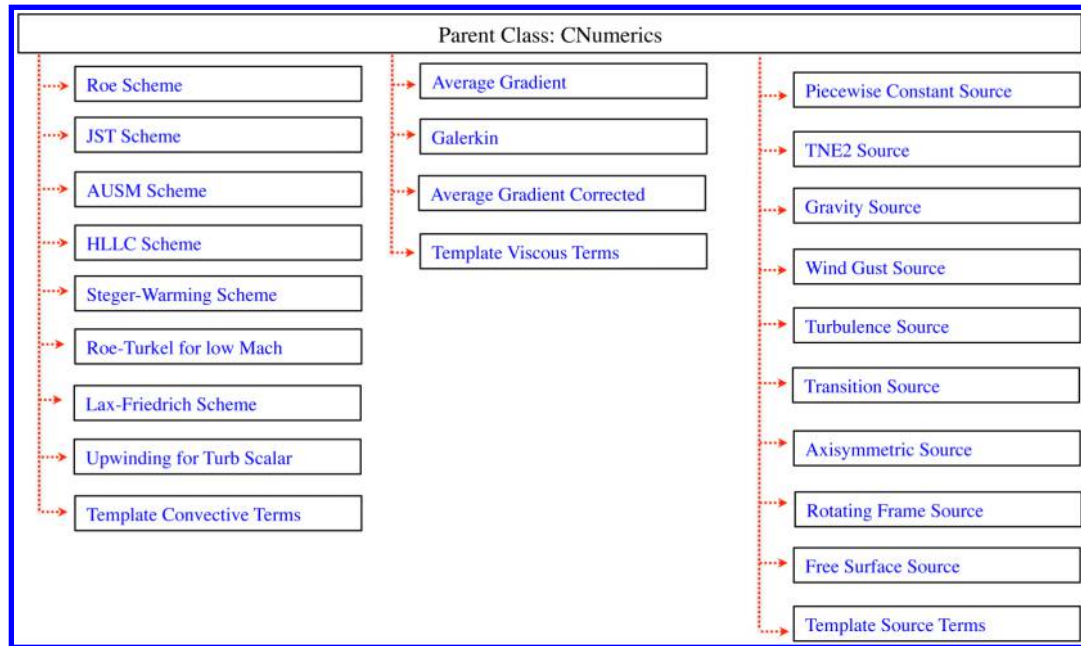 Parent Class: CNumerics
Roe Scheme
JST Scheme
AUSM Scheme
HLLC Scheme
Steger-Warming Scheme
Roe-Turkel for low Mach
Lax-Friedrich Scheme
Upwinding for Turb Scalar
Template Convective Terms
Average Gradient
Galerkin
Average Gradient Corrected
Template Viscous Terms
Piecewise Constant Source
TNE2 Source
Gravity Source
Wind Gust Source
Turbulence Source
Transition Source
Axisymmetric Source
Rotating Frame Source
Free Surface Source
Template Source Terms